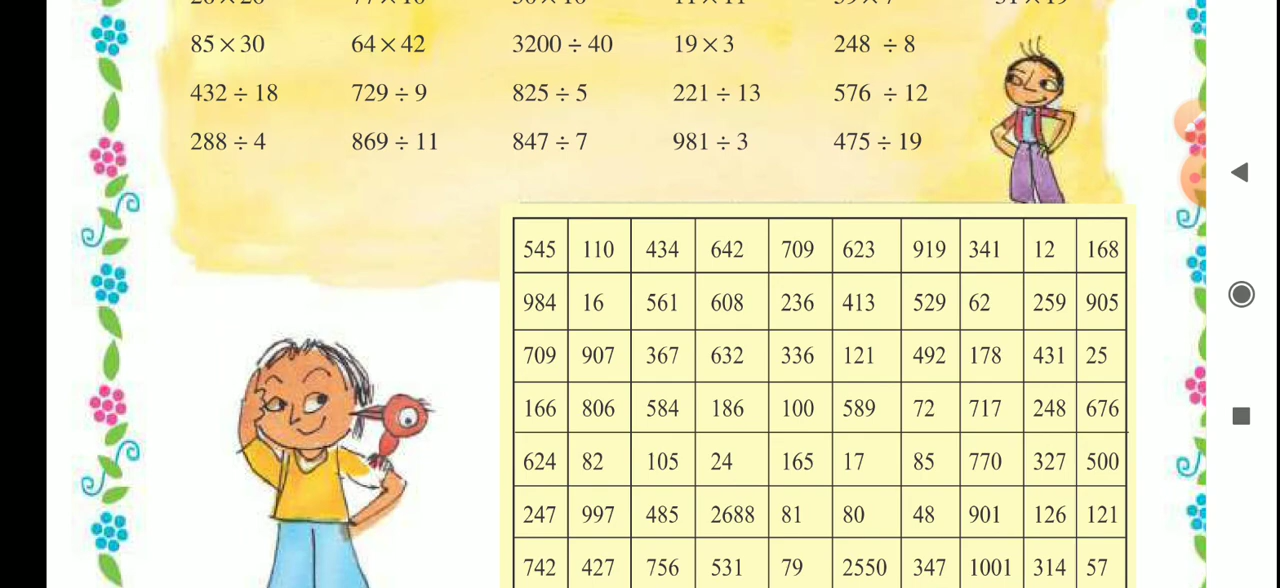 85 × 30 64 × 42 3200 ÷ 40 19 × 3 248 ÷ 8
432 ÷ 18 729 ÷ 9 825 ÷ 5 221 ÷ 13 576 ÷ 12
288 ÷ 4 869 ÷ 11 847 ÷ 7 981 ÷ 3 475 ÷ 19
545 110 434 642 709 623 919 341 12 168
984 16 561 608 236 413 529 62 259 905
709 907 367 632 336 121 492 178 431 25
166 806 584 186 100 589 72 717 248 676
624 82 105 24 165 17 85 770 327 500
247 997 485 2688 81 80 48 901 126 121
742 427 756 531 79 2550 347 1001 314 57